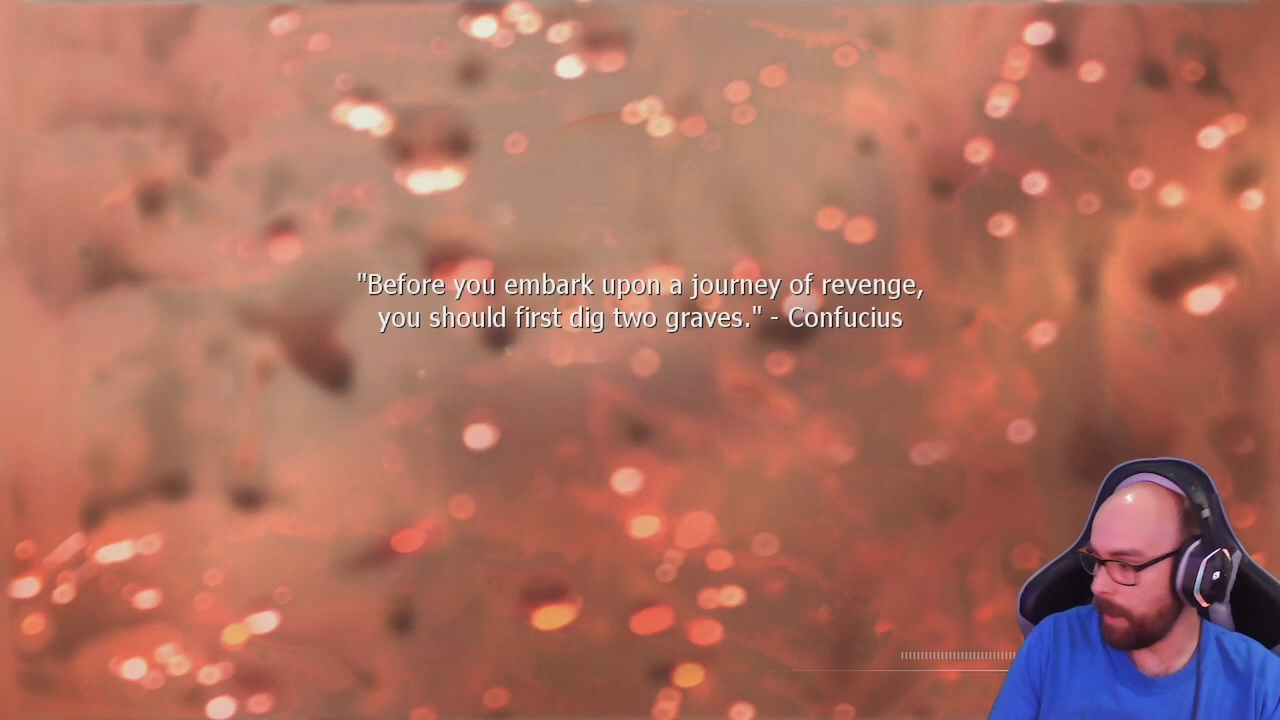 "Before you embark upon a journey of revenge,
you should first dig two graves." - Confucius